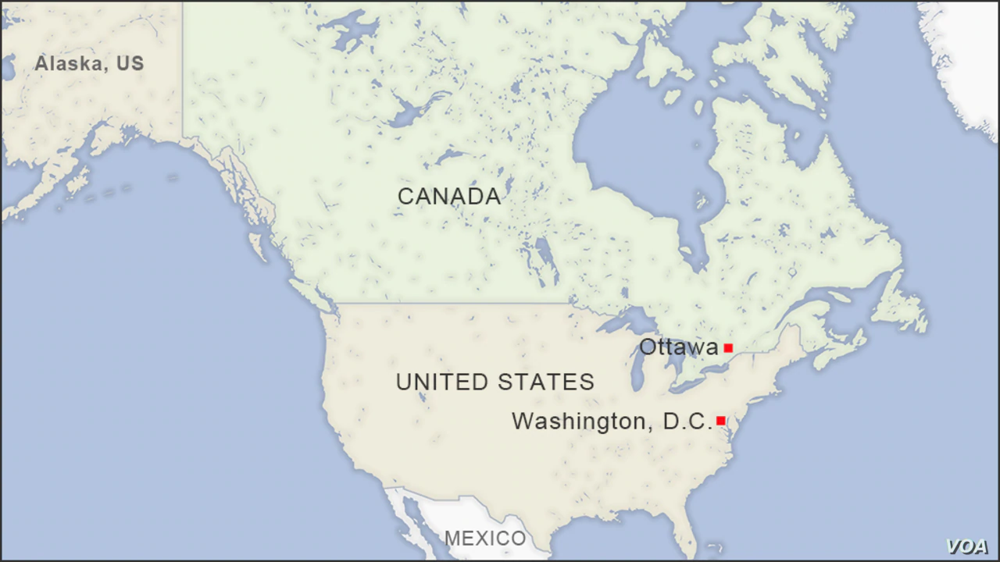 Alaska, US
CANADA
Ottawa
UNITED STATES
Washington, D.C.
MEXICO
VOA